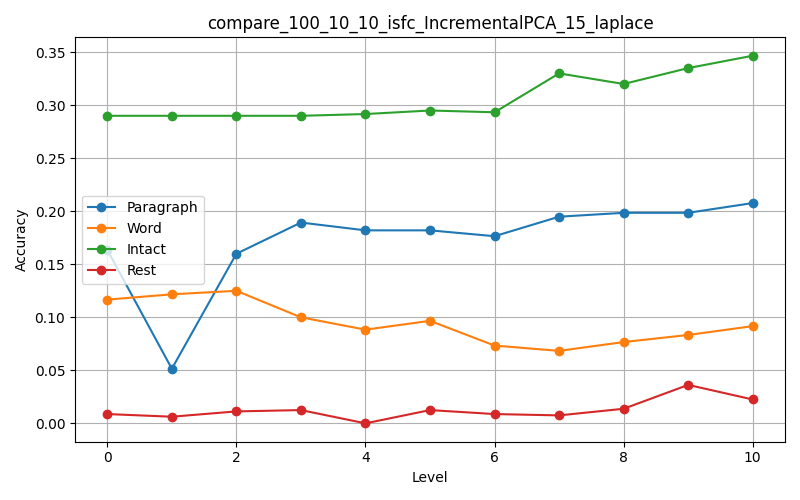 compare_100_10_10_isfc_IncrementalPCA_15_laplace
0.35
0.30
0.25
0.20
0.15
0.10
0.05
0.00
Accuracy
Paragraph
Word
Intact
Rest
0 2 4 6 8 10
Level